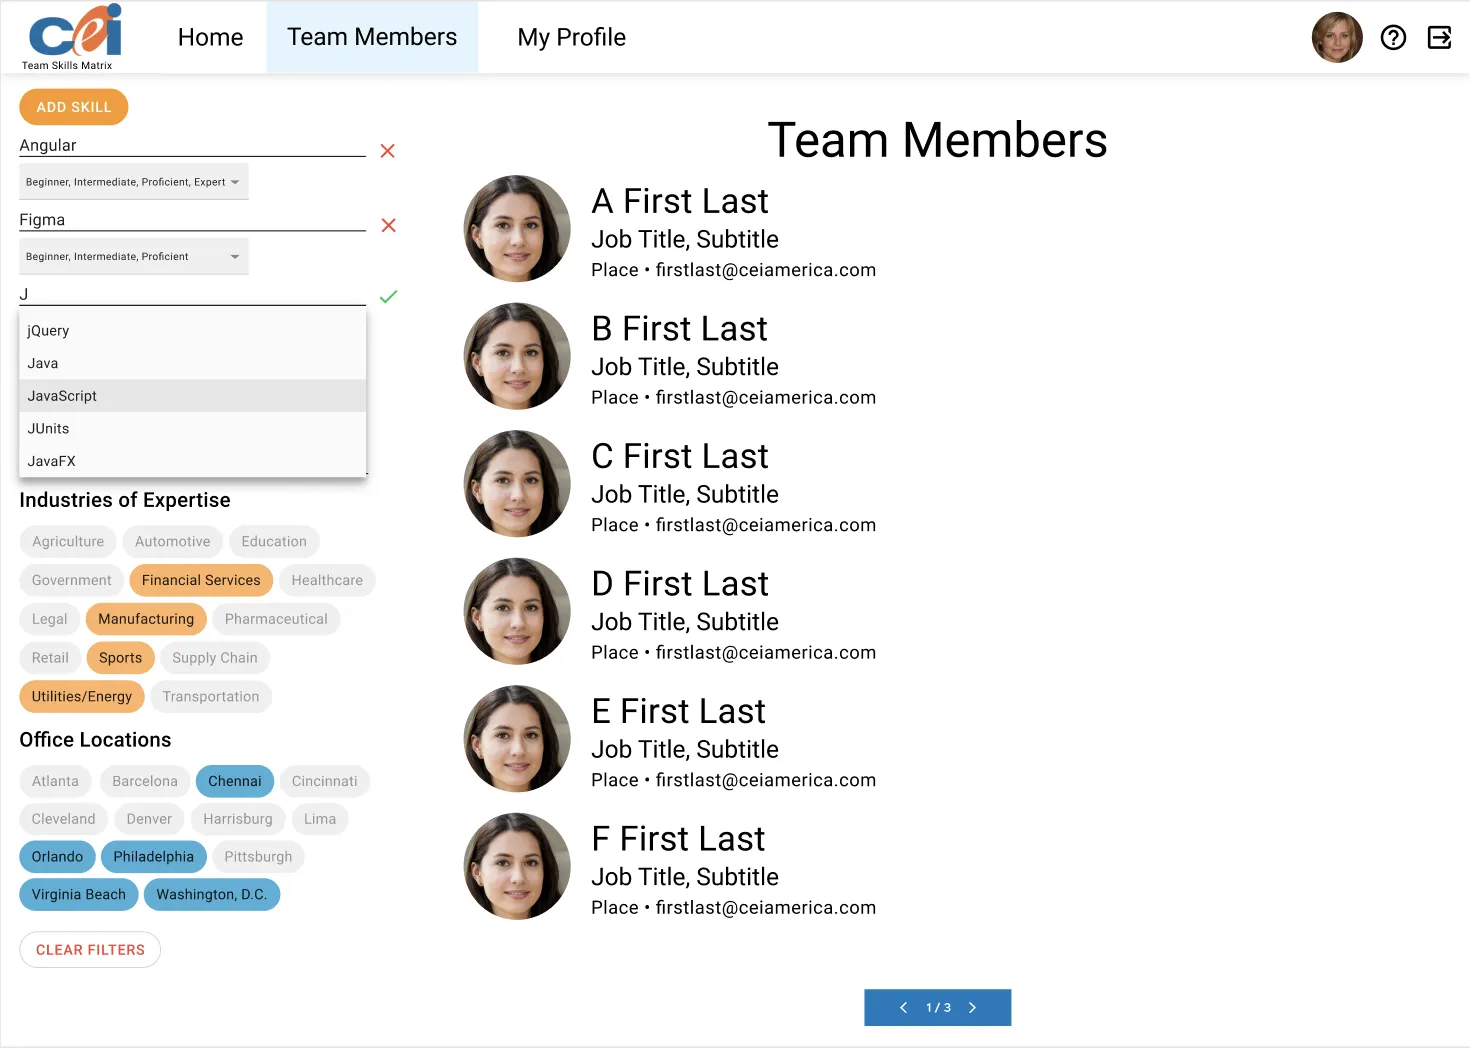 cei
Team Skills Matrix
Home
Team Members
My Profile
ADD SKILL
Angular
Beginner, Intermediate, Proficient, Expert
Figma
Beginner, Intermediate, Proficient
J
jQuery
Java
JavaScript
JUnits
JavaFX
Industries of Expertise
Agriculture Automotive Education
Government Financial Services Healthcare
Legal Manufacturing Pharmaceutical
Retail Sports Supply Chain
Utilities/Energy Transportation
Office Locations
Atlanta Barcelona Chennai Cincinnati
Cleveland Denver Harrisburg Lima
Orlando Philadelphia Pittsburgh
Virginia Beach Washington, D.C.
CLEAR FILTERS
Team Members
A First Last
Job Title, Subtitle
Place • firstlast@ceiamerica.com
B First Last
Job Title, Subtitle
Place • firstlast@ceiamerica.com
C First Last
Job Title, Subtitle
Place • firstlast@ceiamerica.com
D First Last
Job Title, Subtitle
Place • firstlast@ceiamerica.com
E First Last
Job Title, Subtitle
Place • firstlast@ceiamerica.com
F First Last
Job Title, Subtitle
Place • firstlast@ceiamerica.com
1 / 3